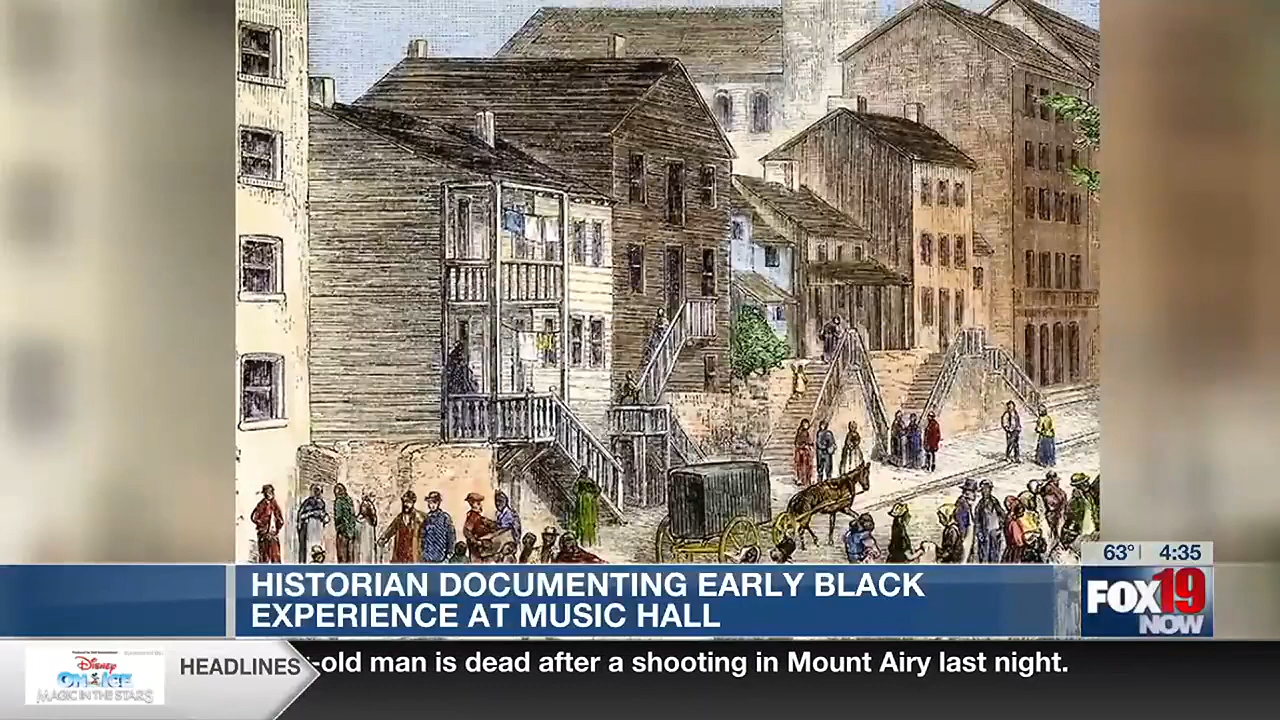 63° 4:35
HISTORIAN DOCUMENTING EARLY BLACK
EXPERIENCE AT MUSIC HALL
FOX19
NOW
Disney
ON ICE
MAGIC IN THE STARS
HEADLINES
-old man is dead after a shooting in Mount Airy last night.